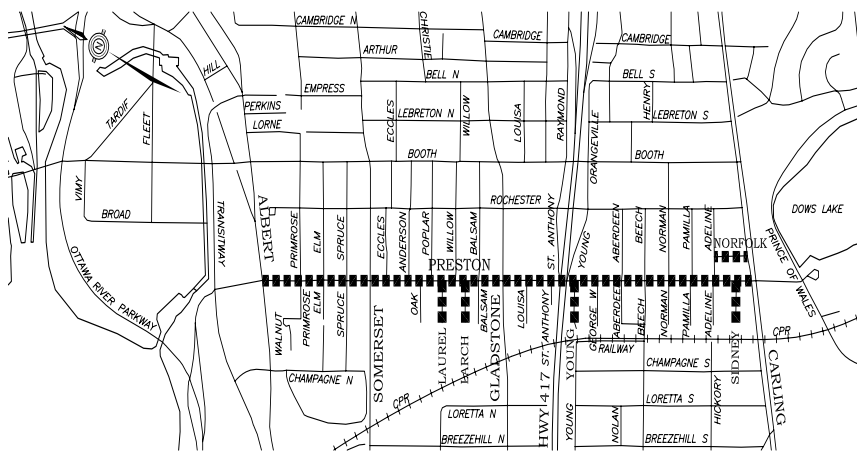 CAMBRIDGE N
CHRISTIE
CAMBRIDGE
CAMBRIDGE
ARTHUR
N
HILL
BELL N
BELL S
EMPRESS
PERKINS
LORNE
TARDIF
FLEET
ECCLES
LEBRETON N
WILLOW
LOUISA
RAYMOND
ORANGEVILLE
HENRY
LEBRETON S
BOOTH
BOOTH
VIMY
BROAD
TRANSITWAY
ALBERT
ROCHESTER
PRIMROSE
ELM
SPRUCE
ECCLES
ANDERSON
POPLAR
WILLOW
BALSAM
ST. ANTHONY
YOUNG
ABERDEEN
BEECH
NORMAN
PAMILLA
ADELINE
NORFOLK
DOWS LAKE
PRINCE OF WALES
OTTAWA RIVER PARKWAY
PRESTON
WALNUT
PRIMROSE
ELM
SPRUCE
SOMERSET
OAK
LAUREL
LARCH
BALSAM
GLADSTONE
LOUISA
ST. ANTHONY
HWY 417
YOUNG
YOUNG
GEORGE W
ABERDEE
BEECH
NORMAN
PAMILLA
ADELINE
SIDNEY
CARLING
CPR
RAILWAY
CHAMPAGNE N
CHAMPAGNE S
CPR
LORETTA N
LORETTA S
HICKORY
NOLAN
BREEZEHILL N
BREEZEHILL S